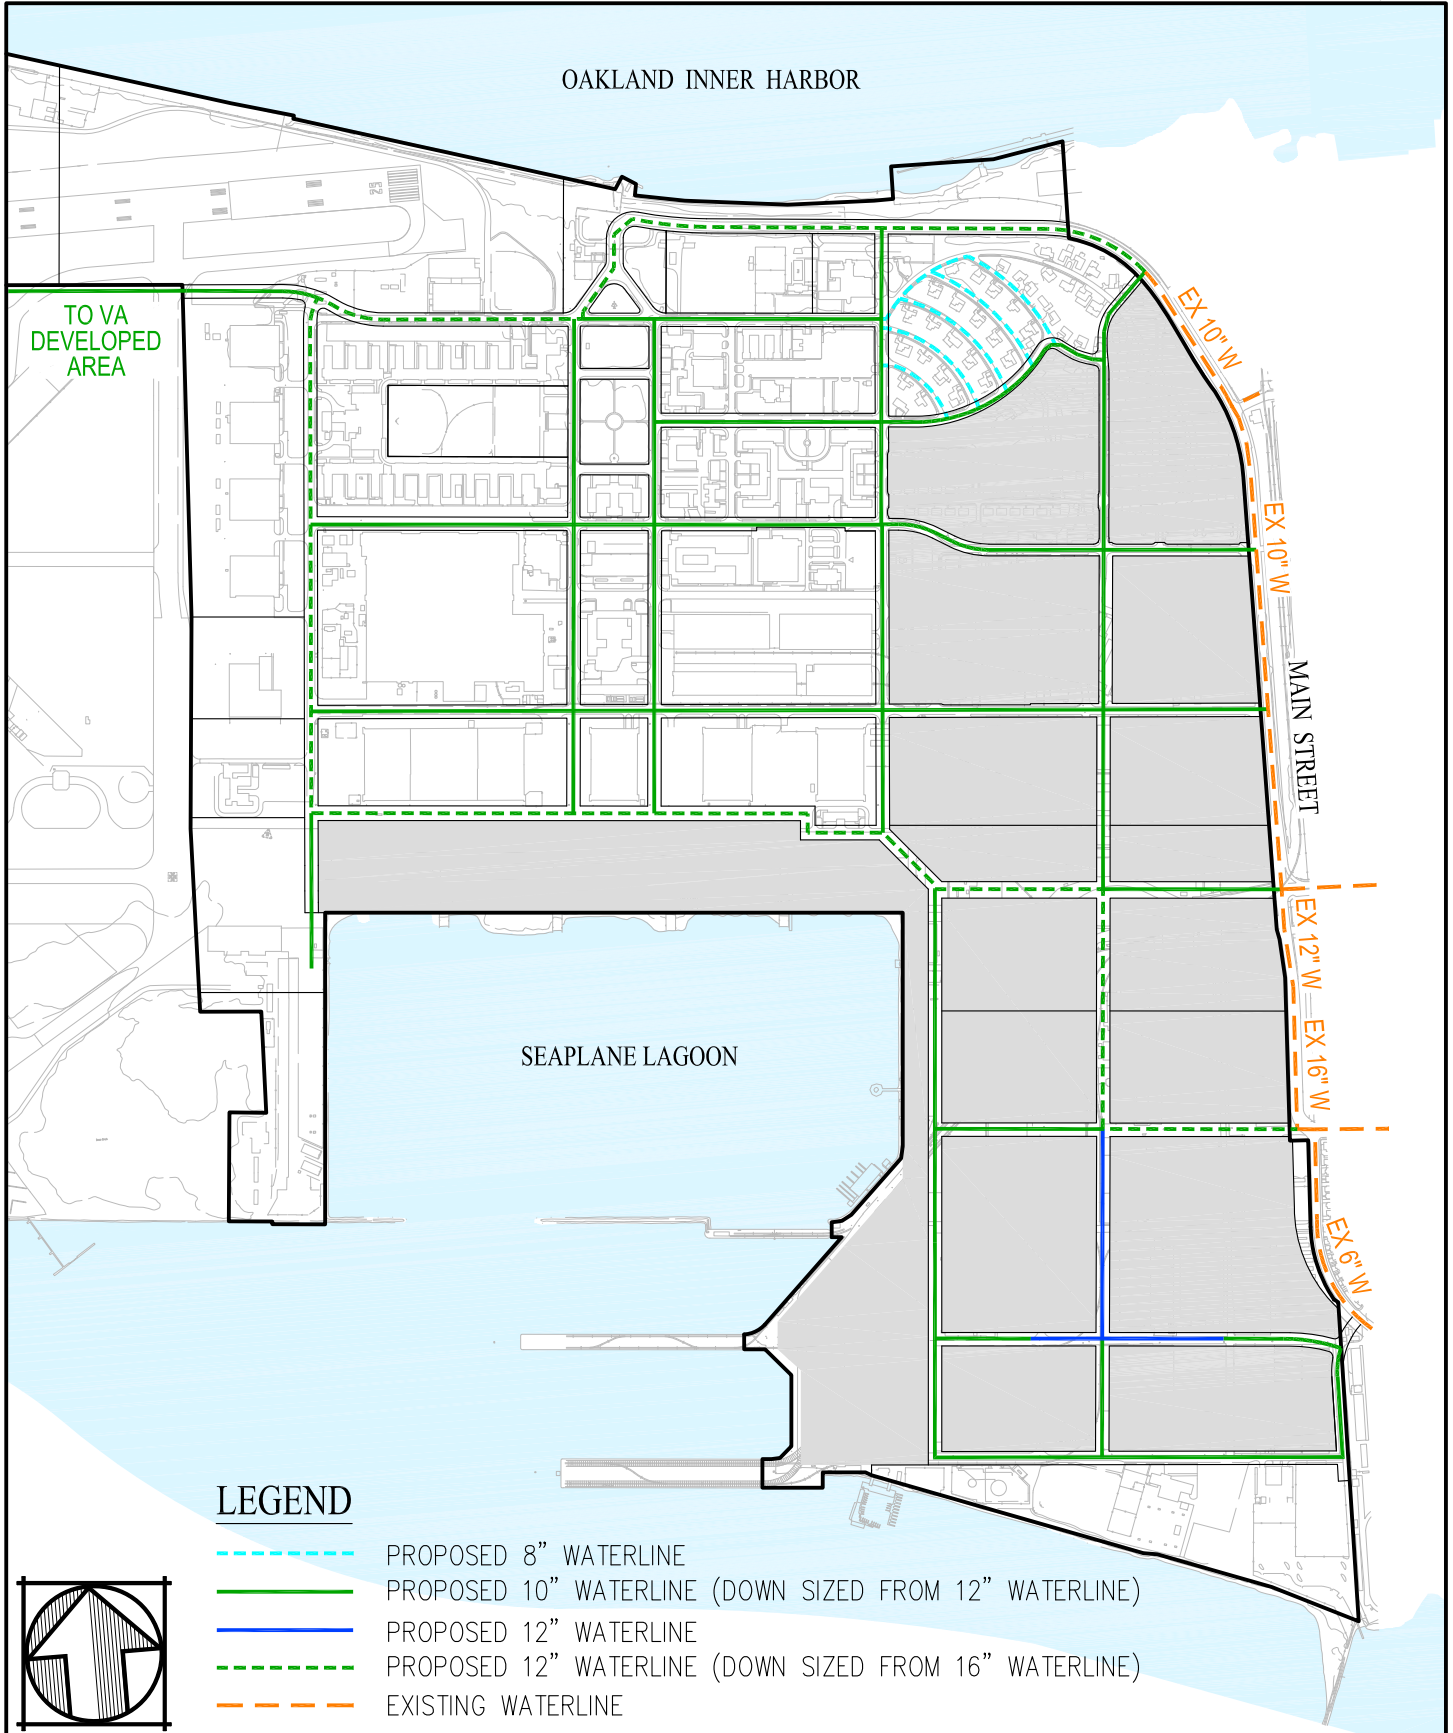 OAKLAND INNER HARBOR
TO VA
DEVELOPED
AREA
EX 10" W
EX 10" W
MAIN STREET
EX 12" W
EX 16" W
SEAPLANE LAGOON
EX 6" W
LEGEND
PROPOSED 8” WATERLINE
PROPOSED 10” WATERLINE (DOWN SIZED FROM 12” WATERLINE)
PROPOSED 12” WATERLINE
PROPOSED 12” WATERLINE (DOWN SIZED FROM 16” WATERLINE)
EXISTING WATERLINE